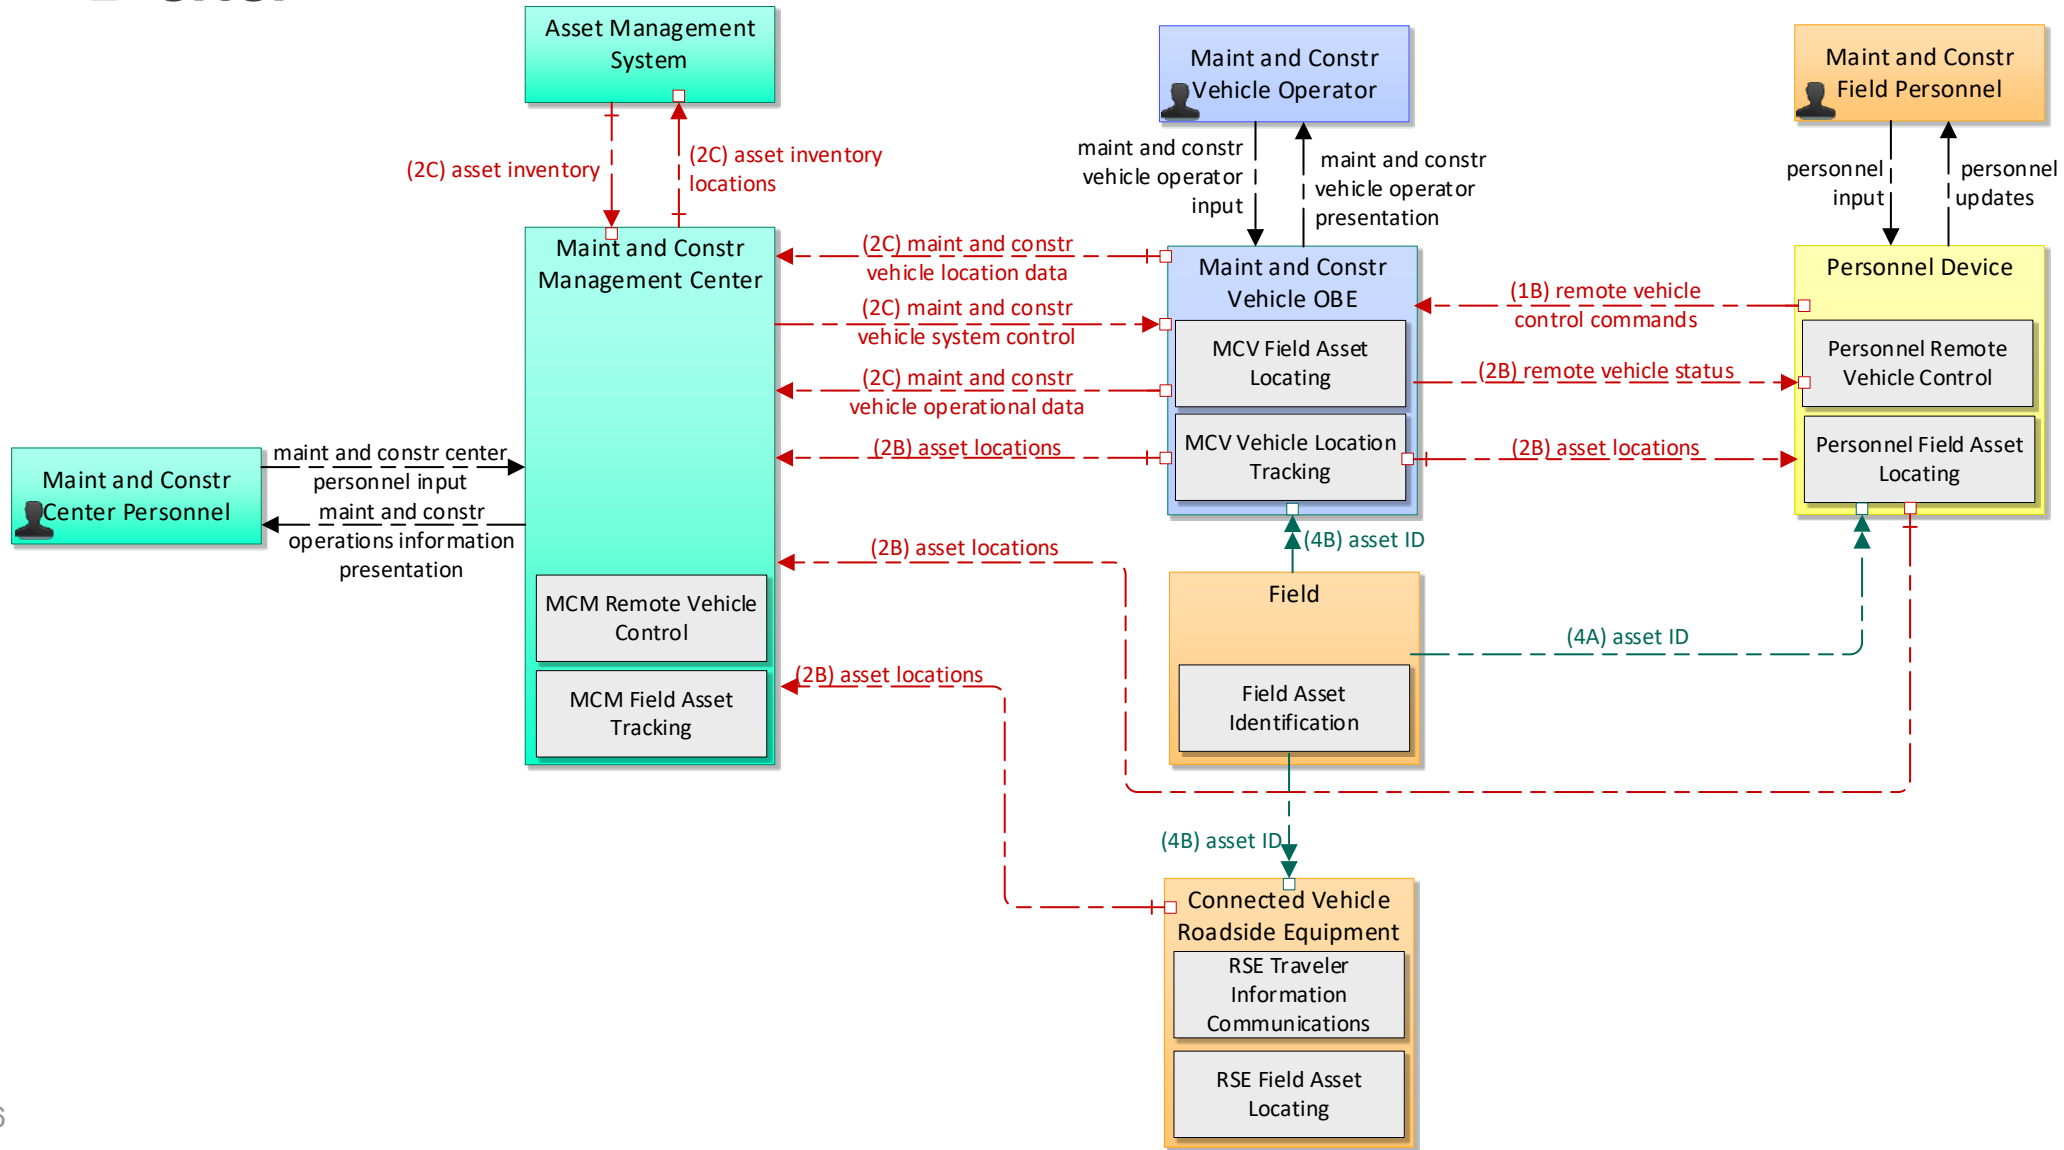 Asset Management
System
Maint and Constr
Vehicle Operator
Maint and Constr
Field Personnel
(2C) asset inventory
(2C) asset inventory
locations
maint and constr
vehicle operator
input
maint and constr
vehicle operator
presentation
personnel
input
personnel
updates
Maint and Constr
Management Center
MCM Remote Vehicle
Control
MCM Field Asset
Tracking
(2C) maint and constr
vehicle location data
(2C) maint and constr
vehicle system control
(2C) maint and constr
vehicle operational data
(2B) asset locations
Maint and Constr
Vehicle OBE
MCV Field Asset
Locating
MCV Vehicle Location
Tracking
(1B) remote vehicle
control commands
(2B) remote vehicle status
(2B) asset locations
Personnel Device
Personnel Remote
Vehicle Control
Personnel Field Asset
Locating
Maint and Constr
Center Personnel
maint and constr center
personnel input
maint and constr
operations information
presentation
(2B) asset locations
(4B) asset ID
Field
Field Asset
Identification
(4A) asset ID
(2B) asset locations
(4B) asset ID
Connected Vehicle
Roadside Equipment
RSE Traveler
Information
Communications
RSE Field Asset
Locating